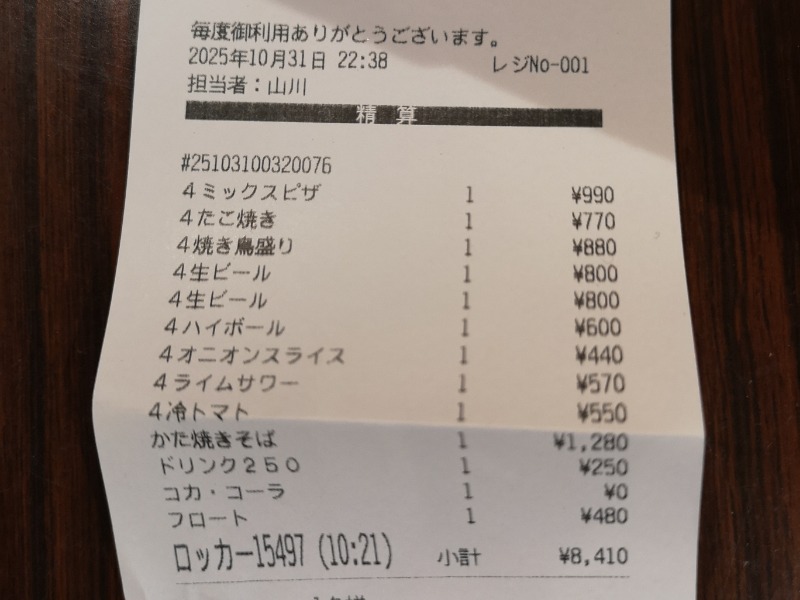 毎度御利用ありがとうございます。
2025年10月31日 22:38 レジNo-001
担当者：山川
精 算
#25103100320076
4ミックスピザ 1 ¥990
4たこ焼き 1 ¥770
4焼き鳥盛り 1 ¥880
4生ビール 1 ¥800
4生ビール 1 ¥800
4ハイボール 1 ¥600
4オニオンスライス 1 ¥440
4ライムサワー 1 ¥570
4冷トマト 1 ¥550
かた焼きそば 1 ¥1,280
ドリンク250 1 ¥250
コカ・コーラ 1 ¥0
フロート 1 ¥480
ロッカー15497 (10:21) 小計 ¥8,410